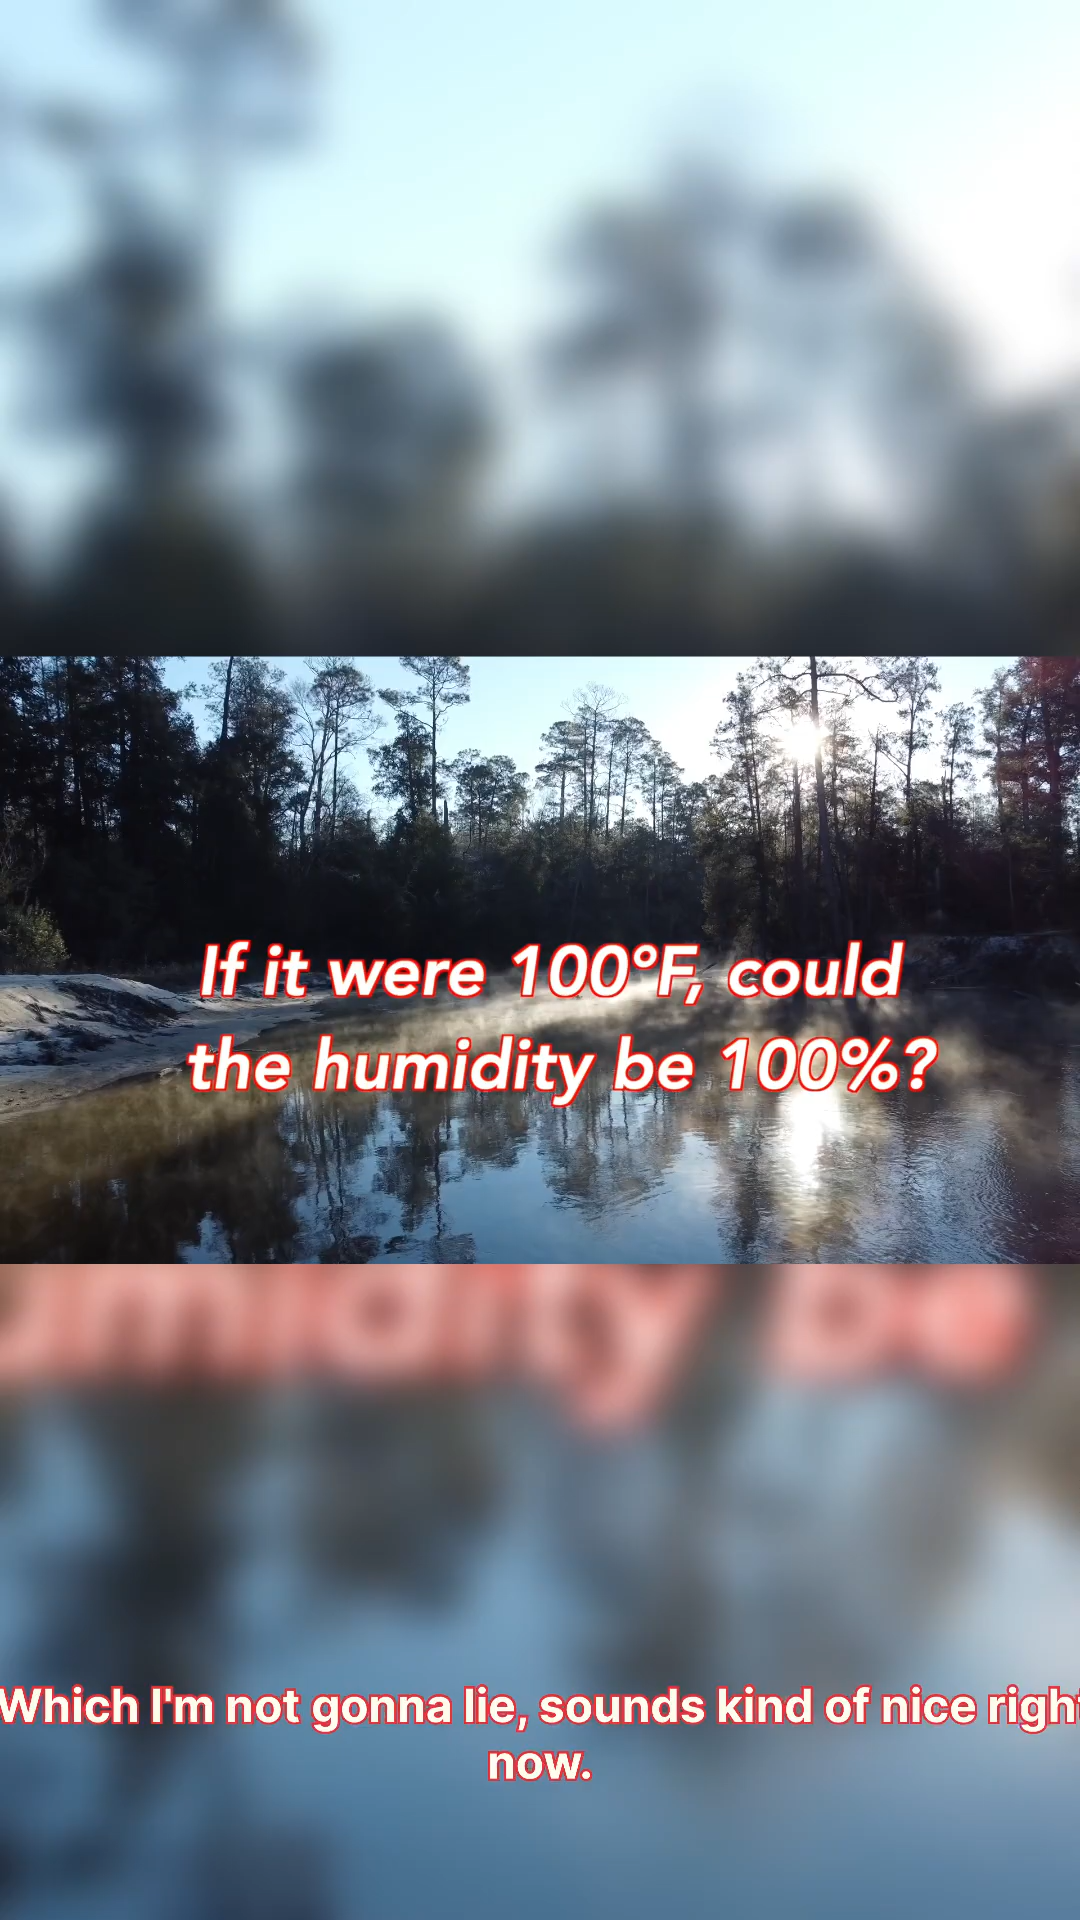 If it were 100°F, could
the humidity be 100%?
Which I'm not gonna lie, sounds kind of nice right
now.